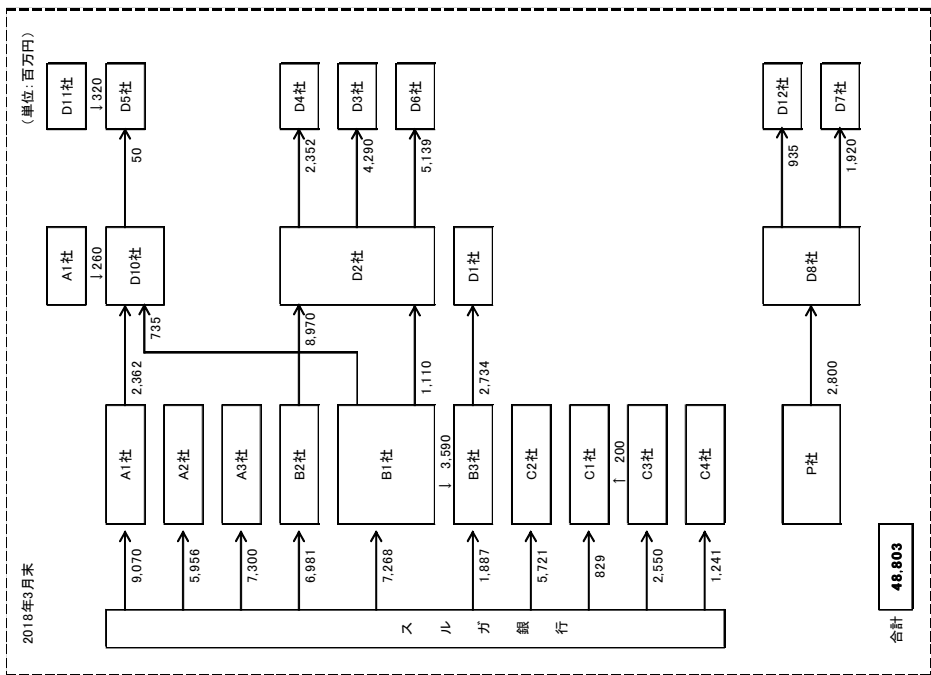 2018年3月末
（単位：百万円）
スルガ銀行
9,070
A1社
2,362
D10社
A1社
↓260
50
D5社
D11社
↓320
5,956
A2社
7,300
A3社
735
6,981
B2社
8,970
D2社
2,352
D4社
4,290
D3社
5,139
D6社
7,268
B1社
1,110
↓ 3,590
1,887
B3社
2,734
D1社
5,721
C2社
829
C1社
↑ 200
2,550
C3社
1,241
C4社
P社
2,800
D8社
935
D12社
1,920
D7社
合計
48,803